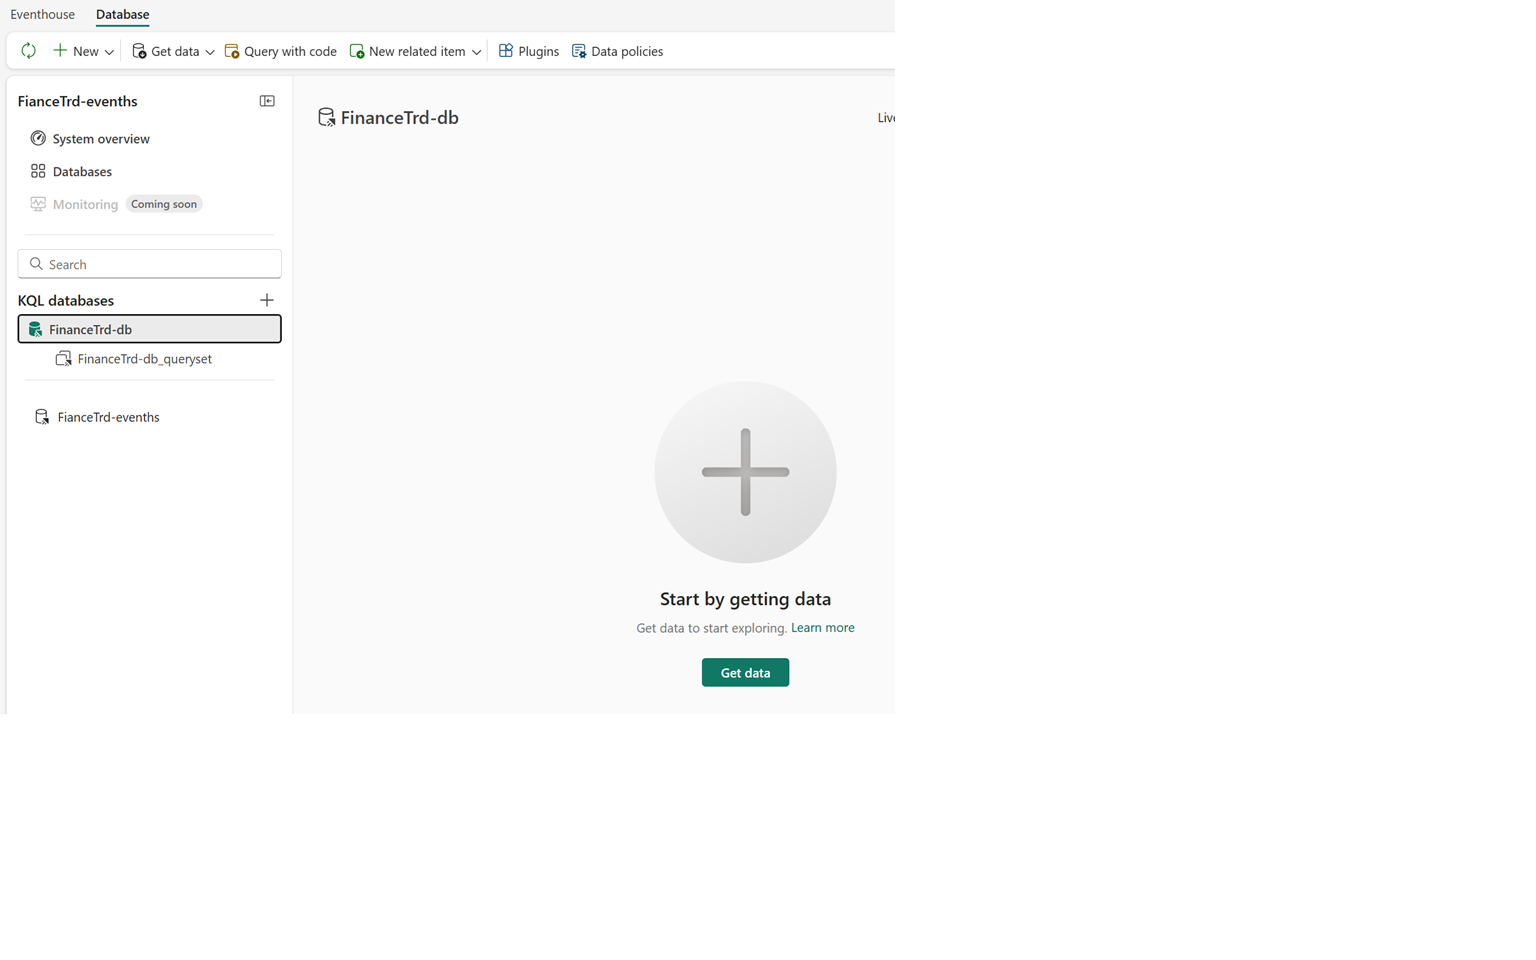 Eventhouse Database
New Get data Query with code New related item Plugins Data policies
FianceTrd-evenths
System overview
Databases
Monitoring Coming soon
Search
KQL databases
FinanceTrd-db
FinanceTrd-db_queryset
FianceTrd-evenths
FinanceTrd-db
Live
Start by getting data
Get data to start exploring. Learn more
Get data